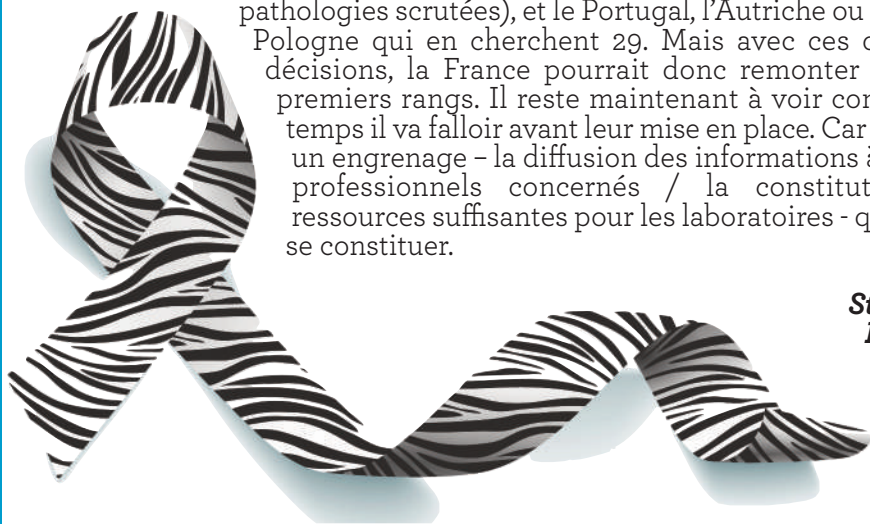 pathologies scrutées), et le Portugal, l’Autriche ou
Pologne qui en cherchent 29. Mais avec ces
décisions, la France pourrait donc remonter
premiers rangs. Il reste maintenant à voir
temps il va falloir avant leur mise en place. Car
un engrenage – la diffusion des informations
professionnels concernés / la
ressources suffisantes pour les laboratoires -
se constituer.